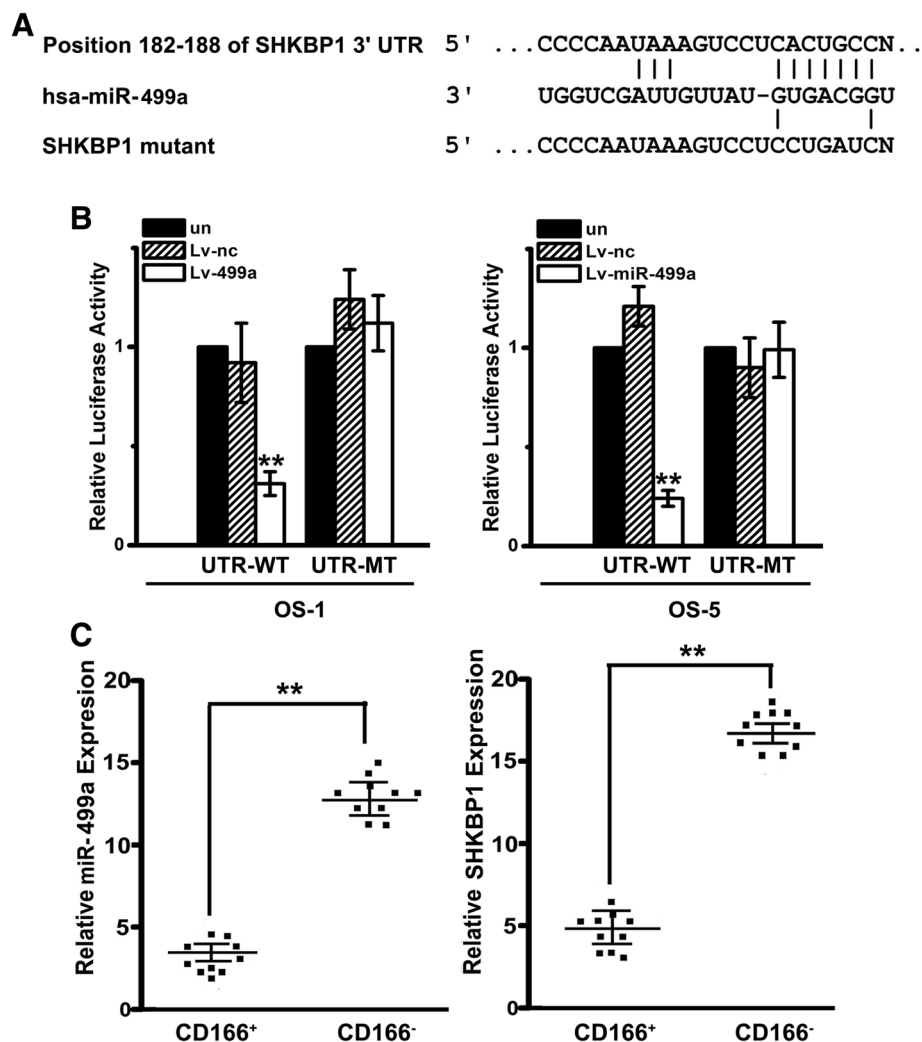 A
Position 182-188 of SHKBP1 3' UTR 5' ...CCCCAAUAAAGUCCUCACUGCCN..
hsa-miR-499a 3' UGGUCGAUUGUUAU-GUGACGGU
SHKBP1 mutant 5' ...CCCCAAUAAAGUCCUCCUGAUCN
B
un
Lv-nc
Lv-499a
Relative Luciferase Activity
1
0
**
UTR-WT UTR-MT
OS-1
un
Lv-nc
Lv-miR-499a
Relative Luciferase Activity
1
0
**
UTR-WT UTR-MT
OS-5
C
Relative miR-499a Expression
20
15
10
5
0
**
CD166+ CD166-
Relative SHKBP1 Expression
20
15
10
5
0
**
CD166+ CD166-